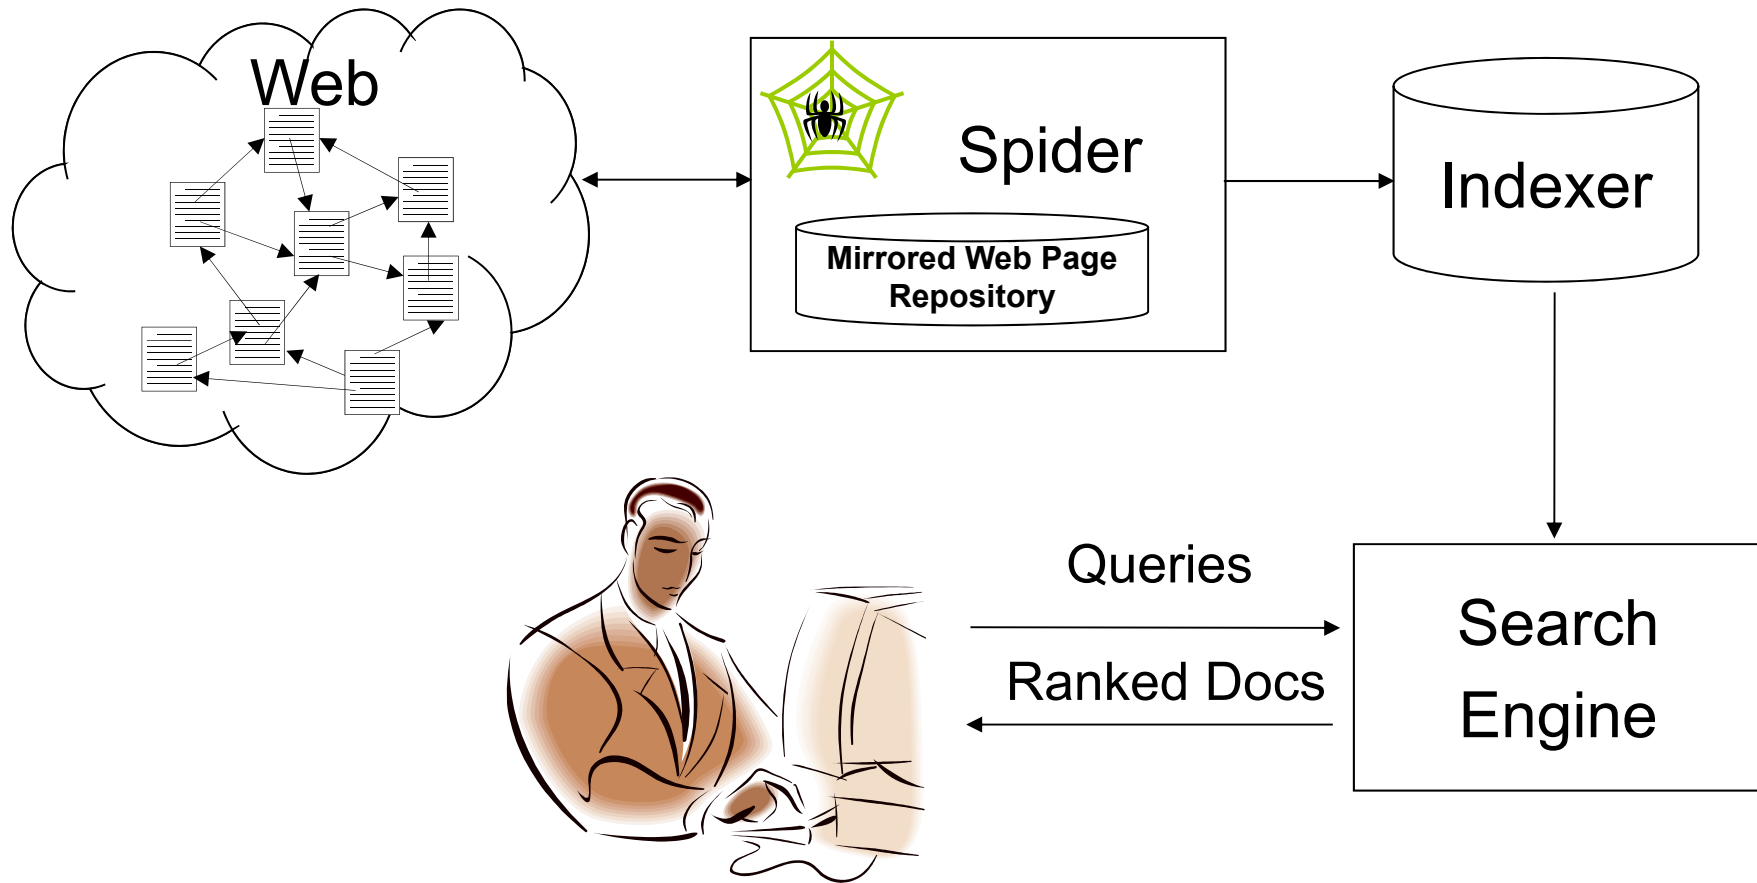 Web
Spider
Mirrored Web Page
Repository
Indexer
Queries
Ranked Docs
Search
Engine